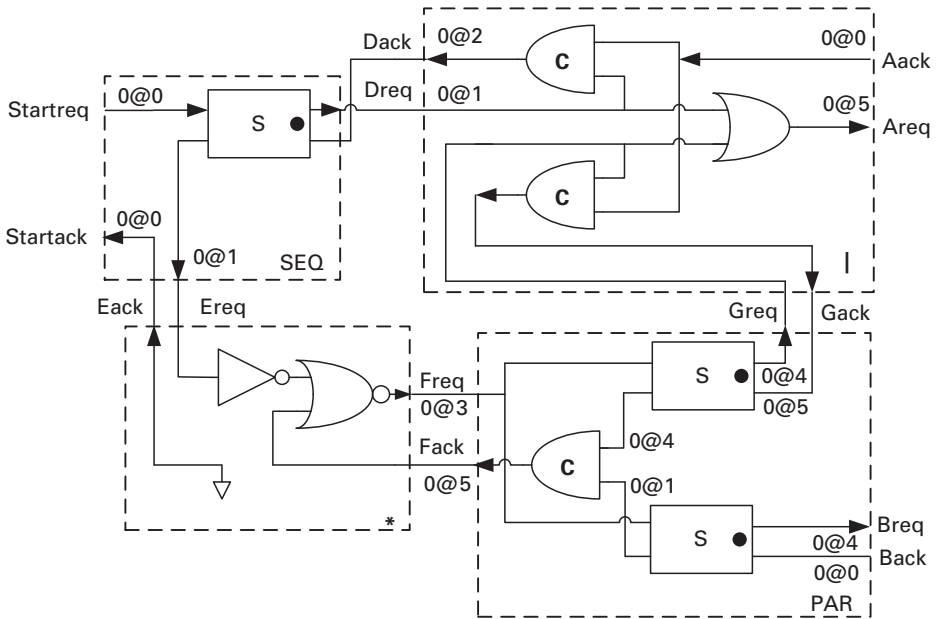 Dack
0@2
0@0
Aack
C
Startreq
0@0
Dreq
0@1
0@5
Areq
S
C
Startack
0@0
0@1
SEQ
|
Eack
Ereq
Greq
Gack
S
0@4
0@5
Freq
0@3
Fack
0@5
C
0@4
0@1
*
S
Breq
0@4
Back
0@0
PAR